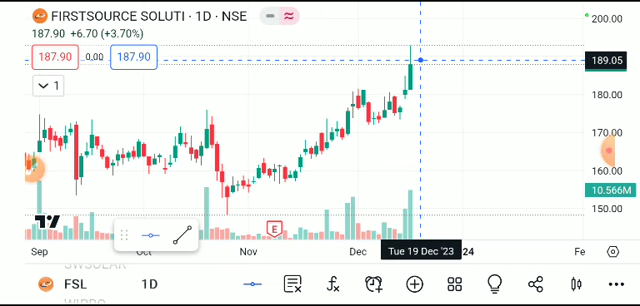 FIRSTSOURCE SOLUTI · 1D · NSE
187.90 +6.70 (+3.70%)
187.90 0.00 187.90
1
200.00
189.05
180.00
170.00
160.00
10.566M
150.00
E
Sep Oct Nov Dec Tue 19 Dec '23 24 Fe
SWSOLAR
FSL 1D
WIPRO